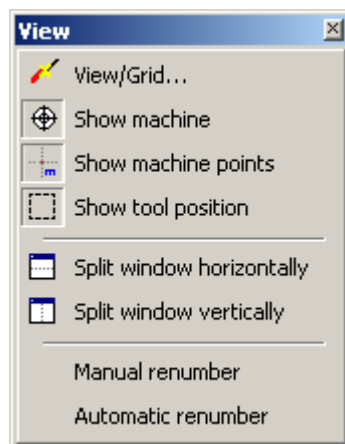 View
View/Grid...
Show machine
m
Show machine points
Show tool position
Split window horizontally
Split window vertically
Manual renumber
Automatic renumber